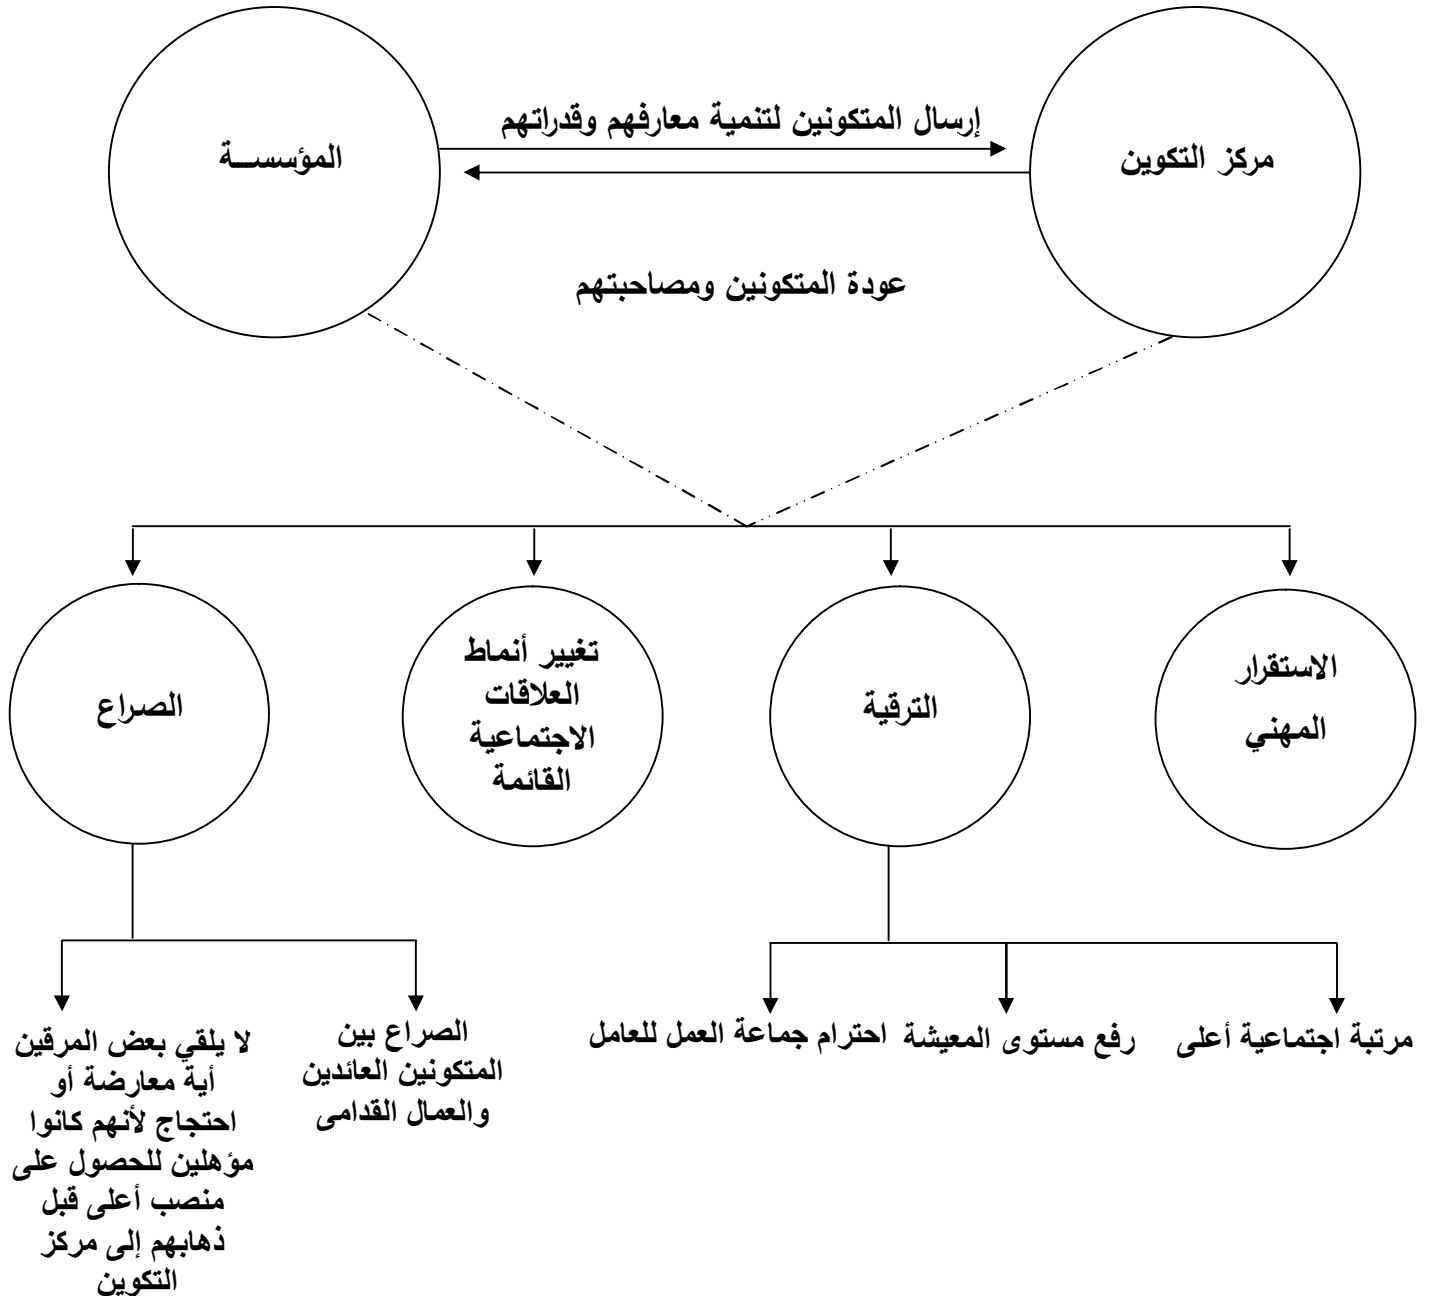 إرسال المتكونين لتنمية معارفهم وقدراتهم
مركز التكوين
المؤسســة
عودة المتكونين ومصاحبتهم
الاستقرار
المهني
الترقية
تغيير أنماط
العلاقات
الاجتماعية
القائمة
الصراع
مرتبة اجتماعية أعلى
رفع مستوى المعيشة
احترام جماعة العمل للعامل
الصراع بين
المتكونين العائدين
والعمال القدامى
لا يلقي بعض المرقين
أية معارضة أو
احتجاج لأنهم كانوا
مؤهلين للحصول على
منصب أعلى قبل
ذهابهم إلى مركز
التكوين